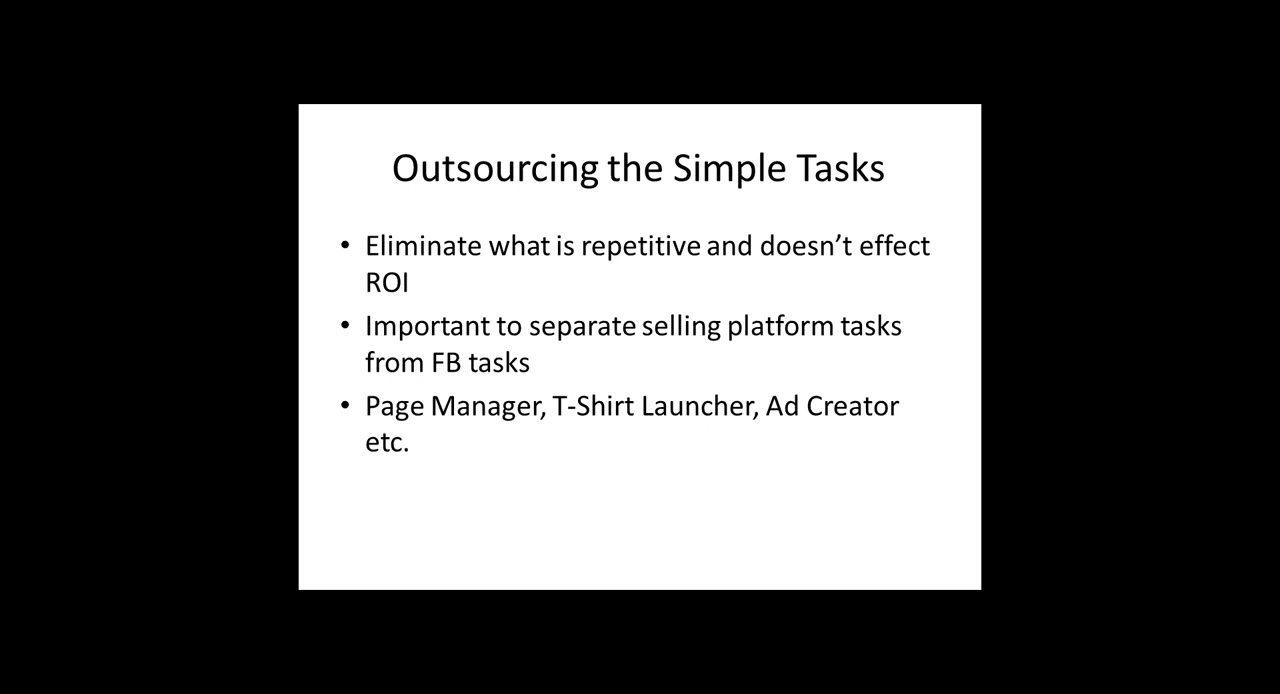 Outsourcing the Simple Tasks
• Eliminate what is repetitive and doesn’t effect
ROI
• Important to separate selling platform tasks
from FB tasks
• Page Manager, T-Shirt Launcher, Ad Creator
etc.